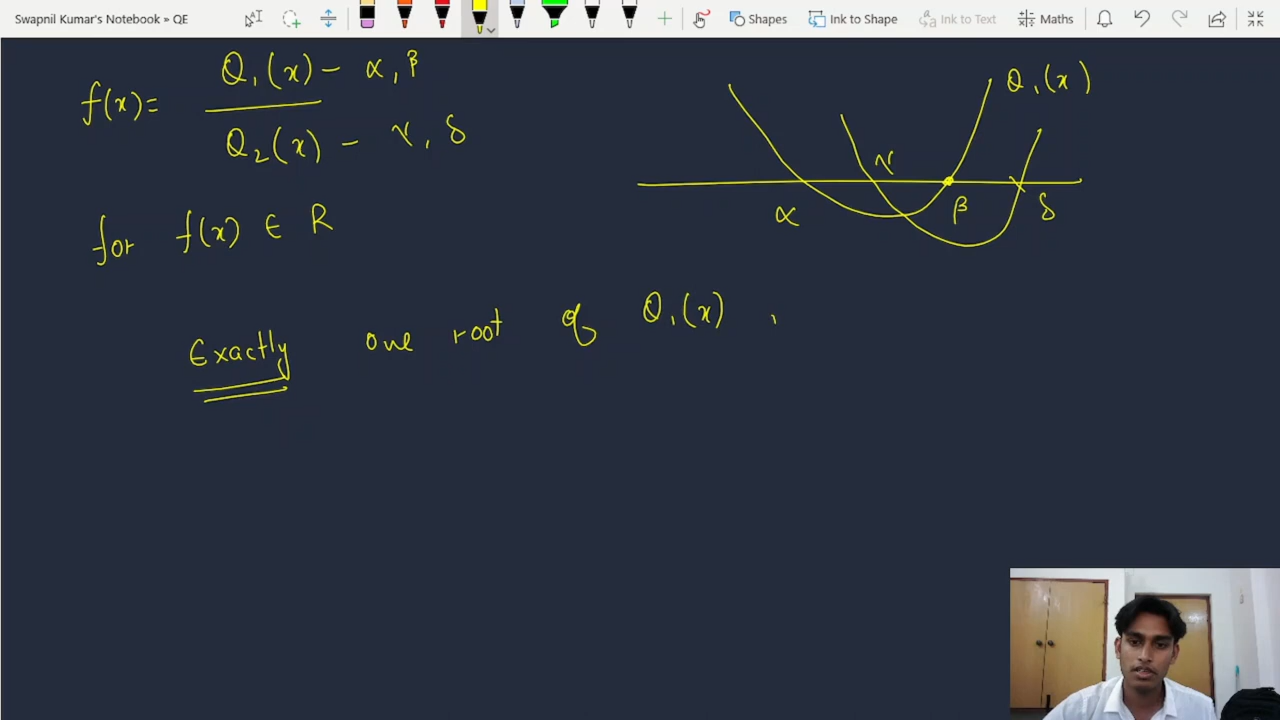 Swapnil Kumar's Notebook » QE
Shapes
Ink to Shape
Ink to Text
Maths
f(x)= Q₁(x) – α, β
Q₂(x) – γ, δ
Q₁(x)
γ
α
β
δ
for f(x) ∈ R
Exactly one root of Q₁(x)